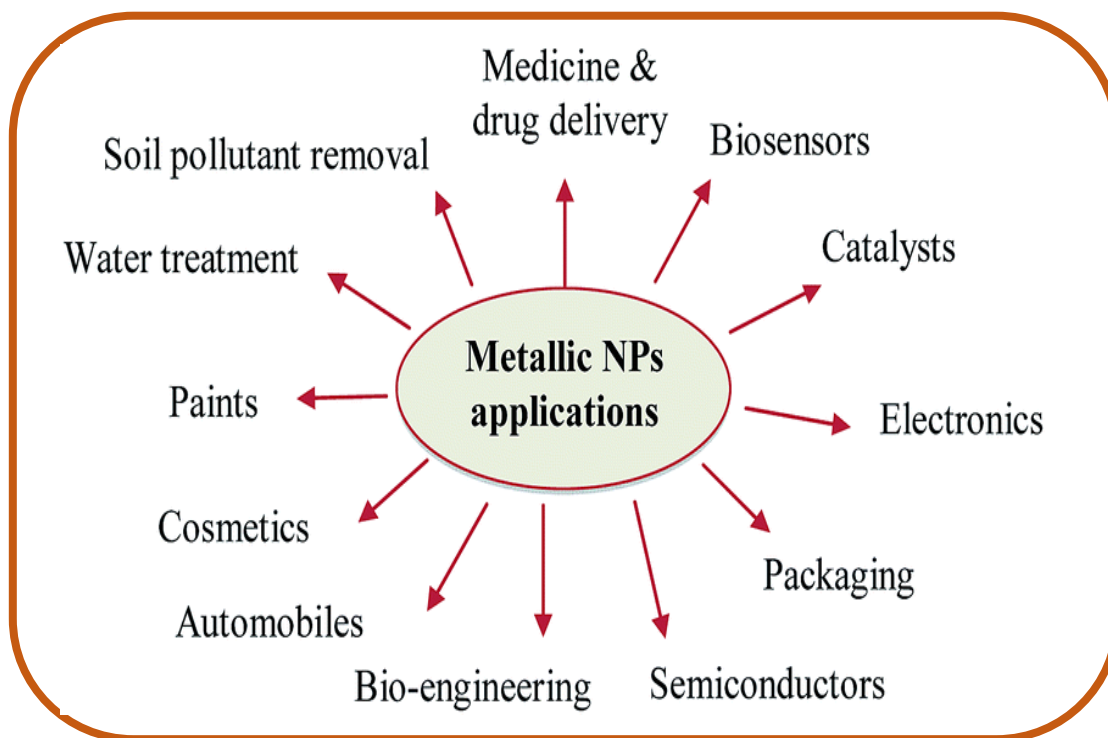 Medicine &
drug delivery
Biosensors
Soil pollutant removal
Catalysts
Water treatment
Metallic NPs
applications
Paints
Electronics
Cosmetics
Packaging
Automobiles
Bio-engineering
Semiconductors